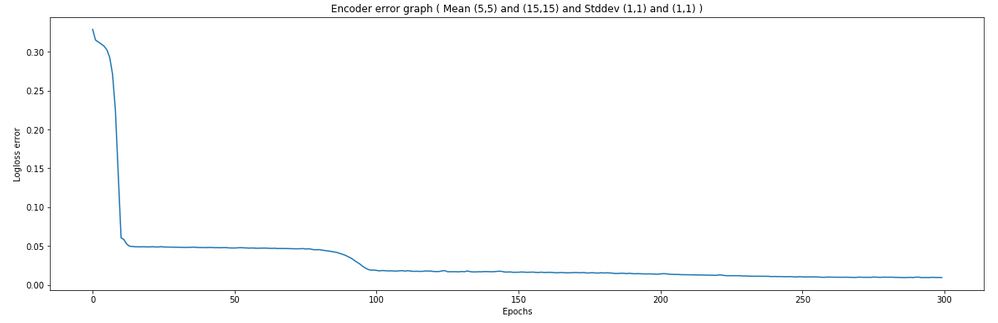 Encoder error graph ( Mean (5,5) and (15,15) and Stddev (1,1) and (1,1) )
0.30
0.25
0.20
0.15
0.10
0.05
0.00
Logloss error
0 50 100 150 200 250 300
Epochs